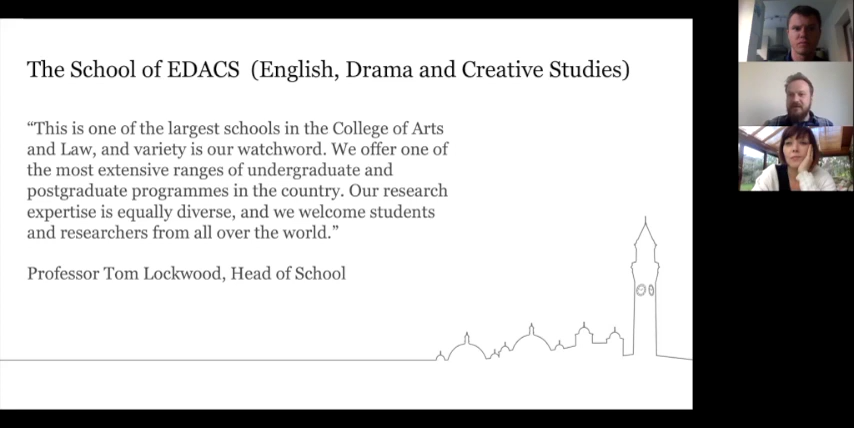 The School of EDACS (English, Drama and Creative Studies)
“This is one of the largest schools in the College of Arts
and Law, and variety is our watchword. We offer one of
the most extensive ranges of undergraduate and
postgraduate programmes in the country. Our research
expertise is equally diverse, and we welcome students
and researchers from all over the world.”
Professor Tom Lockwood, Head of School